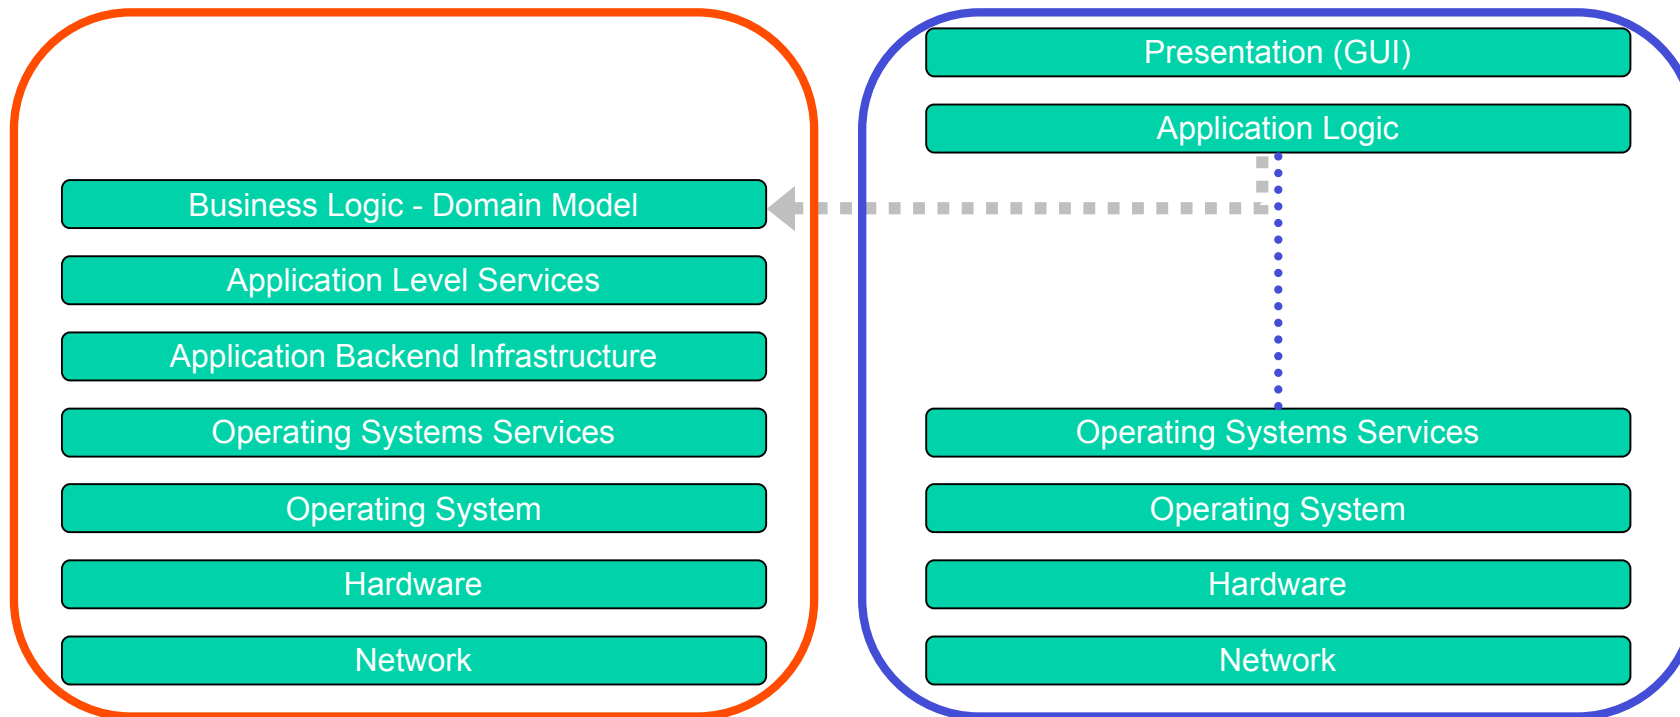 Business Logic - Domain Model
Application Level Services
Application Backend Infrastructure
Operating Systems Services
Operating System
Hardware
Network
Presentation (GUI)
Application Logic
Operating Systems Services
Operating System
Hardware
Network